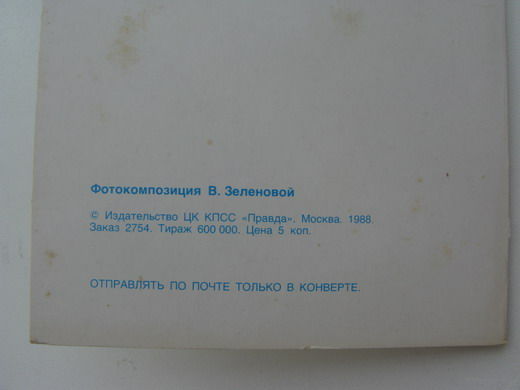 Фотокомпозиция В. Зеленовой
© Издательство ЦК КПСС «Правда». Москва. 1988.
Заказ 2754. Тираж 600 000. Цена 5 коп.
ОТПРАВЛЯТЬ ПО ПОЧТЕ ТОЛЬКО В КОНВЕРТЕ.